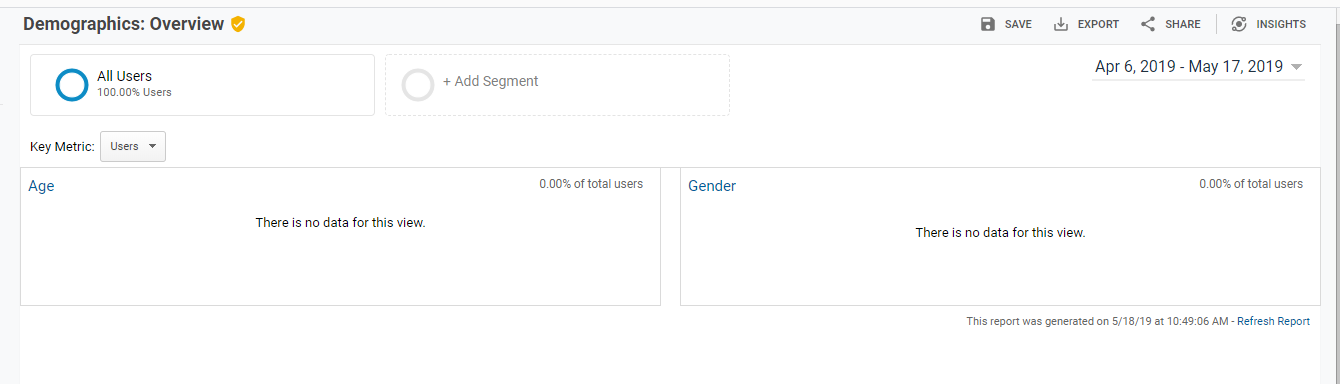 Demographics: Overview
SAVE EXPORT SHARE INSIGHTS
All Users
100.00% Users
+ Add Segment
Apr 6, 2019 - May 17, 2019
Key Metric: Users
Age 0.00% of total users
There is no data for this view.
Gender 0.00% of total users
There is no data for this view.
This report was generated on 5/18/19 at 10:49:06 AM - Refresh Report